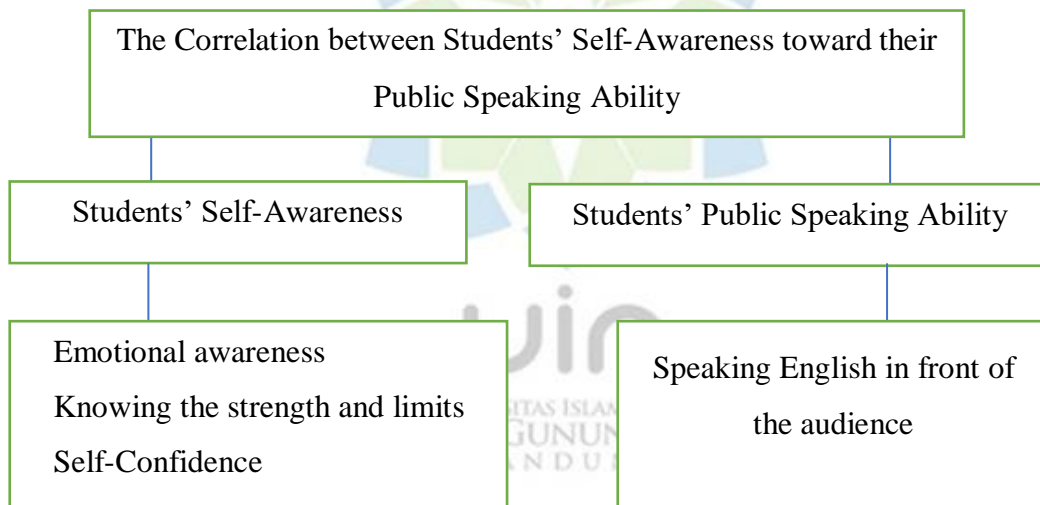 The Correlation between Students’ Self-Awareness toward their
Public Speaking Ability
Students’ Self-Awareness
Students’ Public Speaking Ability
Emotional awareness
Knowing the strength and limits
Self-Confidence
Speaking English in front of
the audience
uin